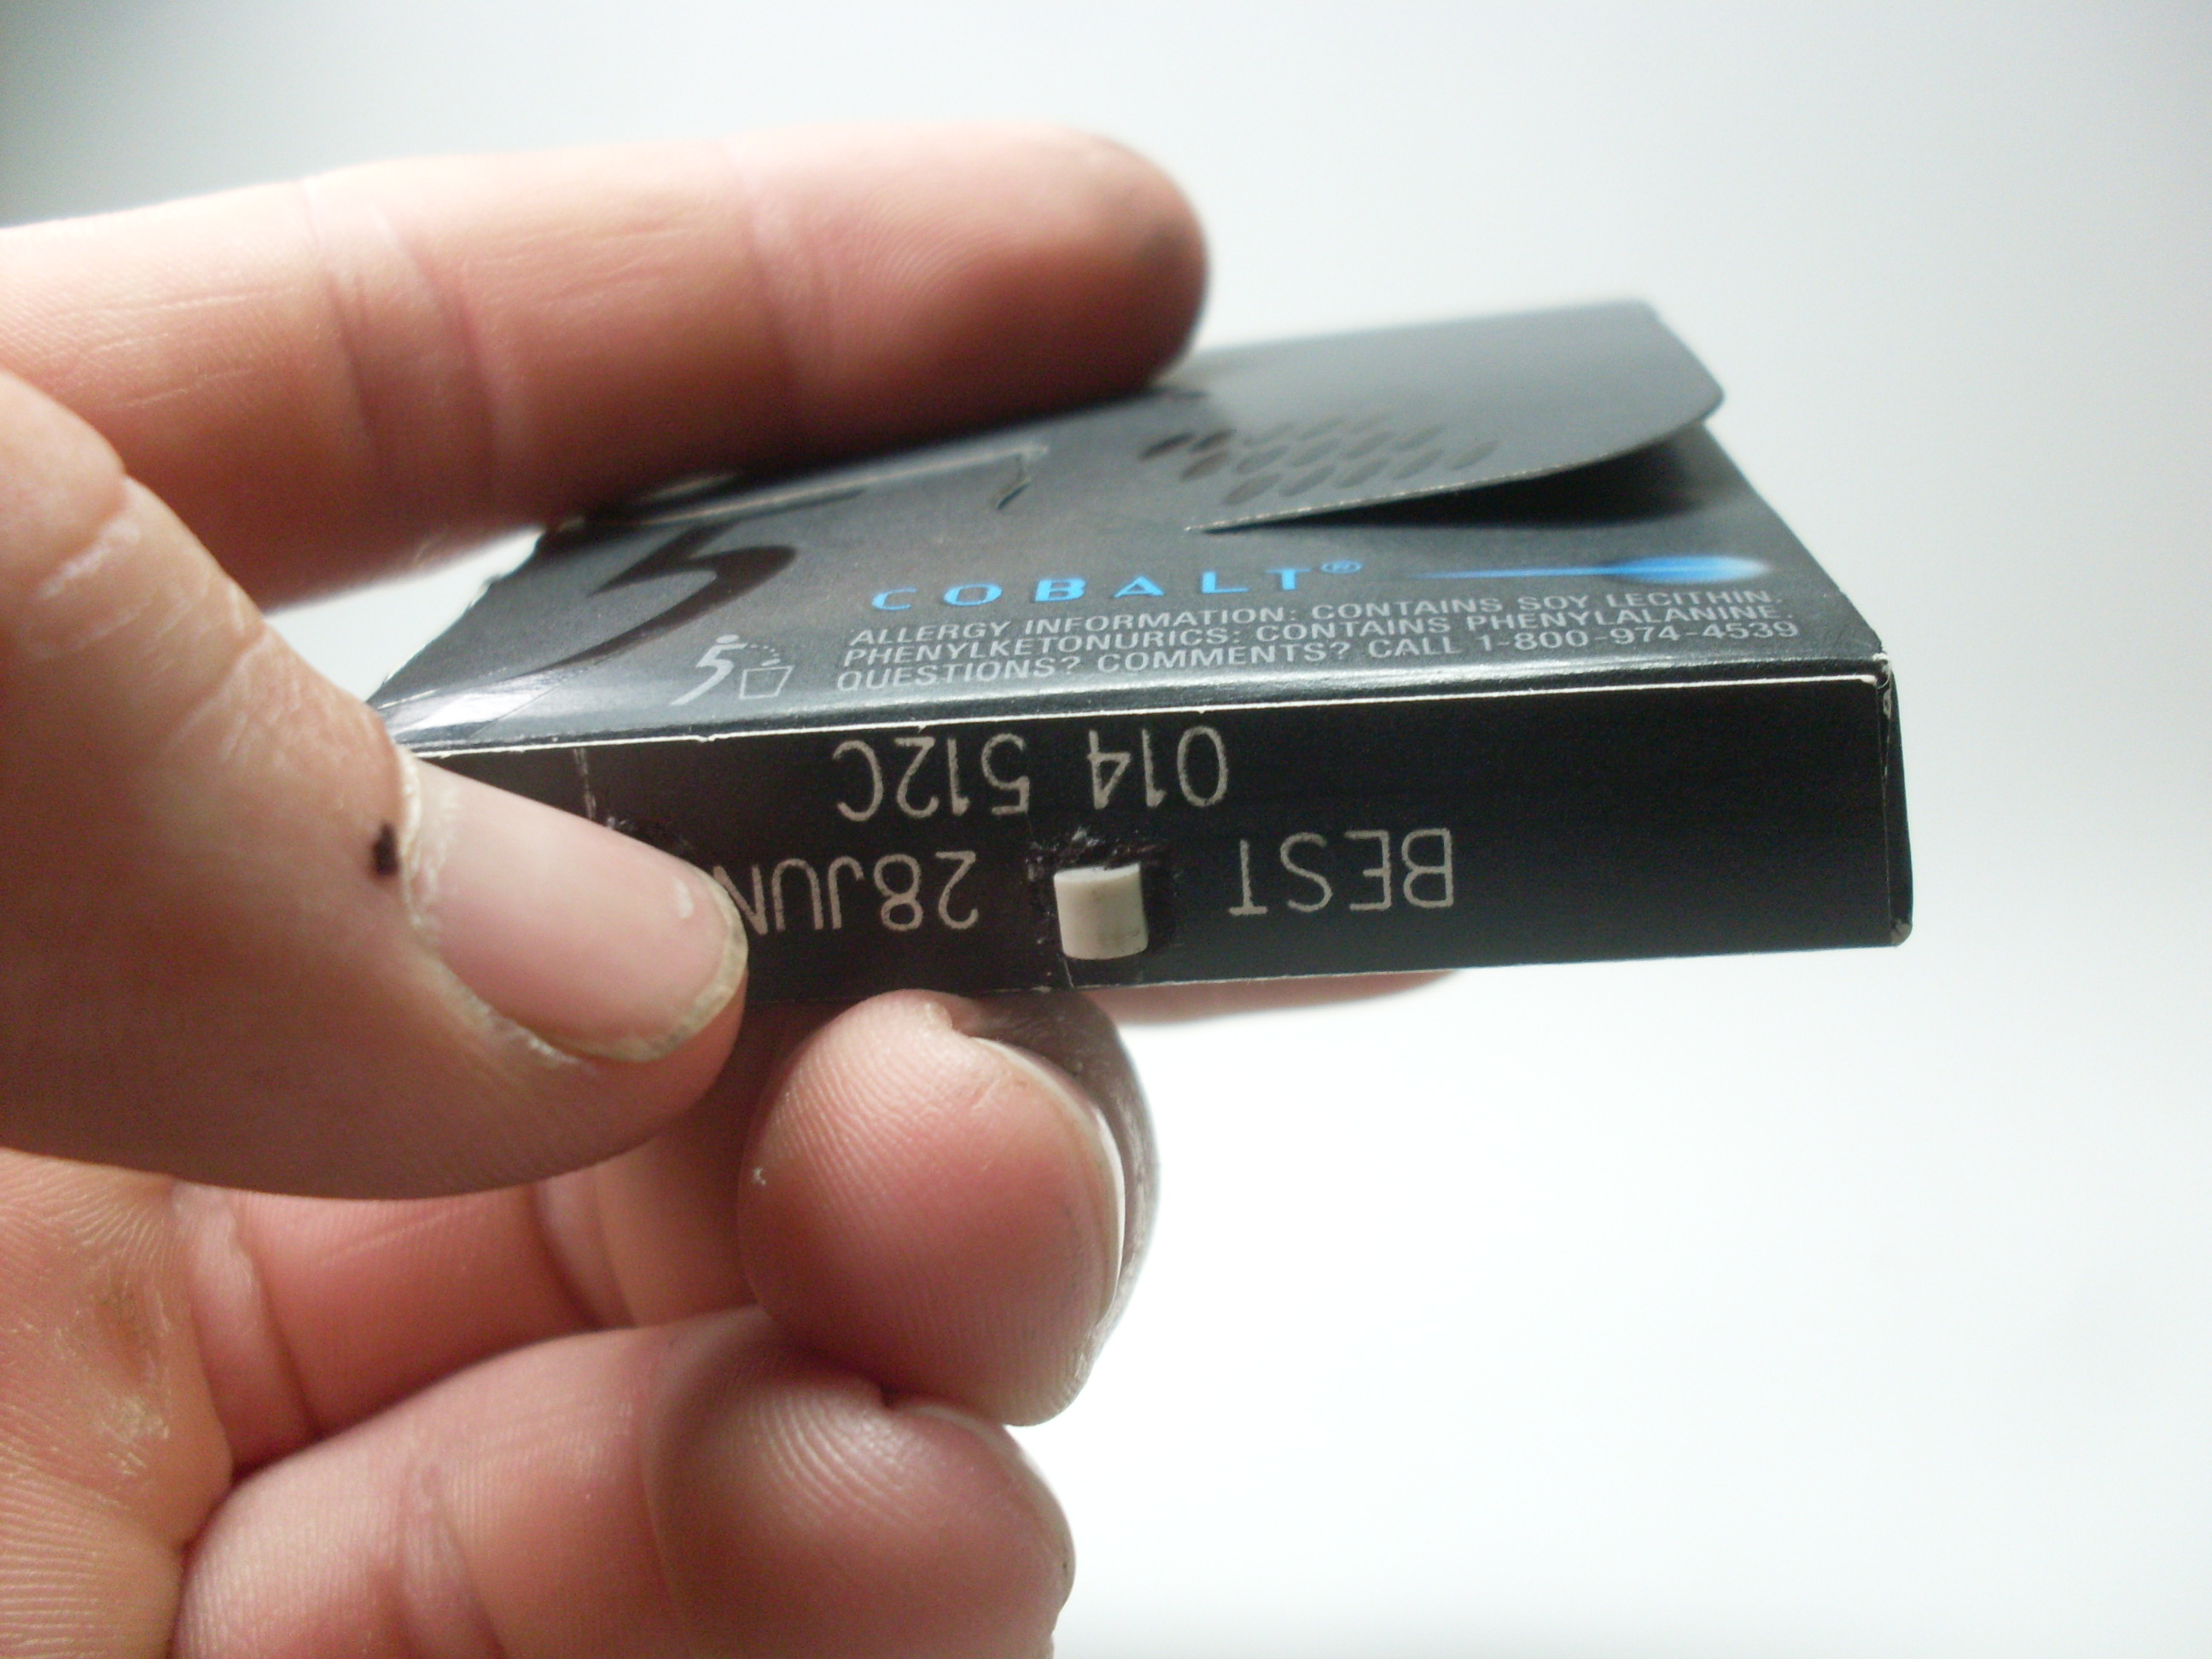 5
COBALT®
ALLERGY INFORMATION: CONTAINS SOY LECITHIN.
PHENYLKETONURICS: CONTAINS PHENYLALANINE.
QUESTIONS? COMMENTS? CALL 1-800-974-4539
BEST 28JUN
014 512C